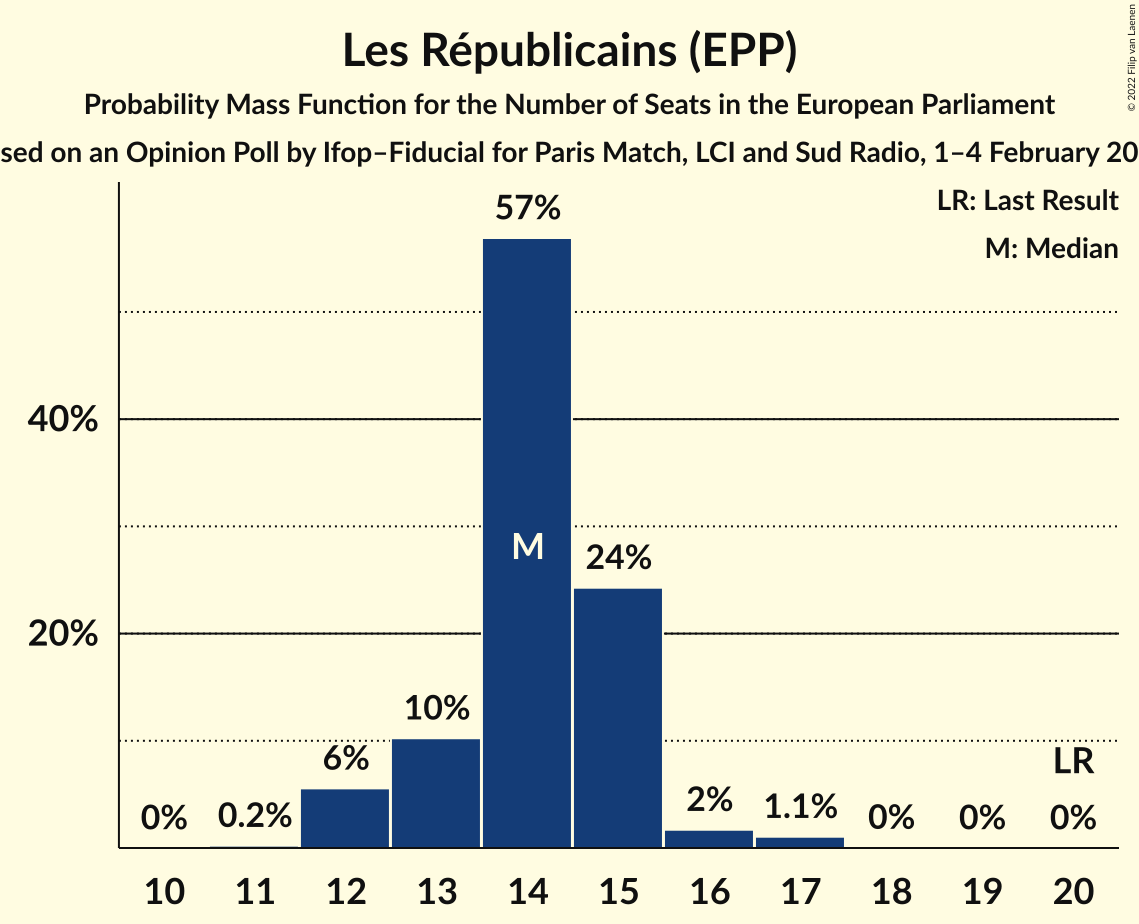 Les Républicains (EPP)
Probability Mass Function for the Number of Seats in the European Parliament
sed on an Opinion Poll by Ifop–Fiducial for Paris Match, LCI and Sud Radio, 1–4 February 20
© 2022 Filip van Laenen
LR: Last Result
M: Median
57%
40%
M
24%
20%
10%
6%
LR
0% 0.2% 2% 1.1% 0% 0% 0%
10 11 12 13 14 15 16 17 18 19 20